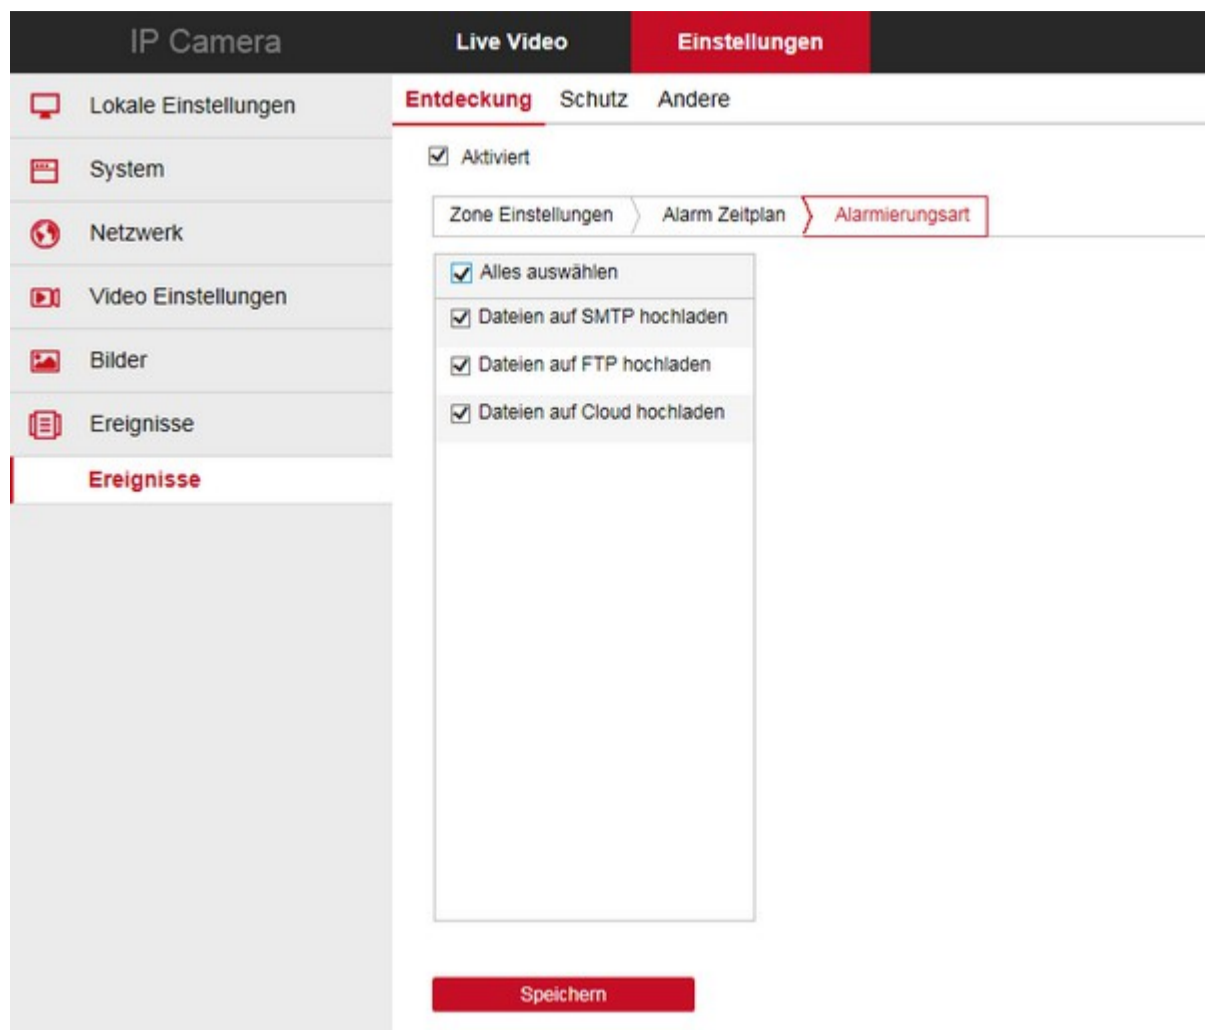 IP Camera Live Video Einstellungen
Lokale Einstellungen
System
Netzwerk
Video Einstellungen
Bilder
Ereignisse
Ereignisse
Entdeckung Schutz Andere
Aktiviert
Zone Einstellungen Alarm Zeitplan Alarmierungsart
Alles auswählen
Dateien auf SMTP hochladen
Dateien auf FTP hochladen
Dateien auf Cloud hochladen
Speichern